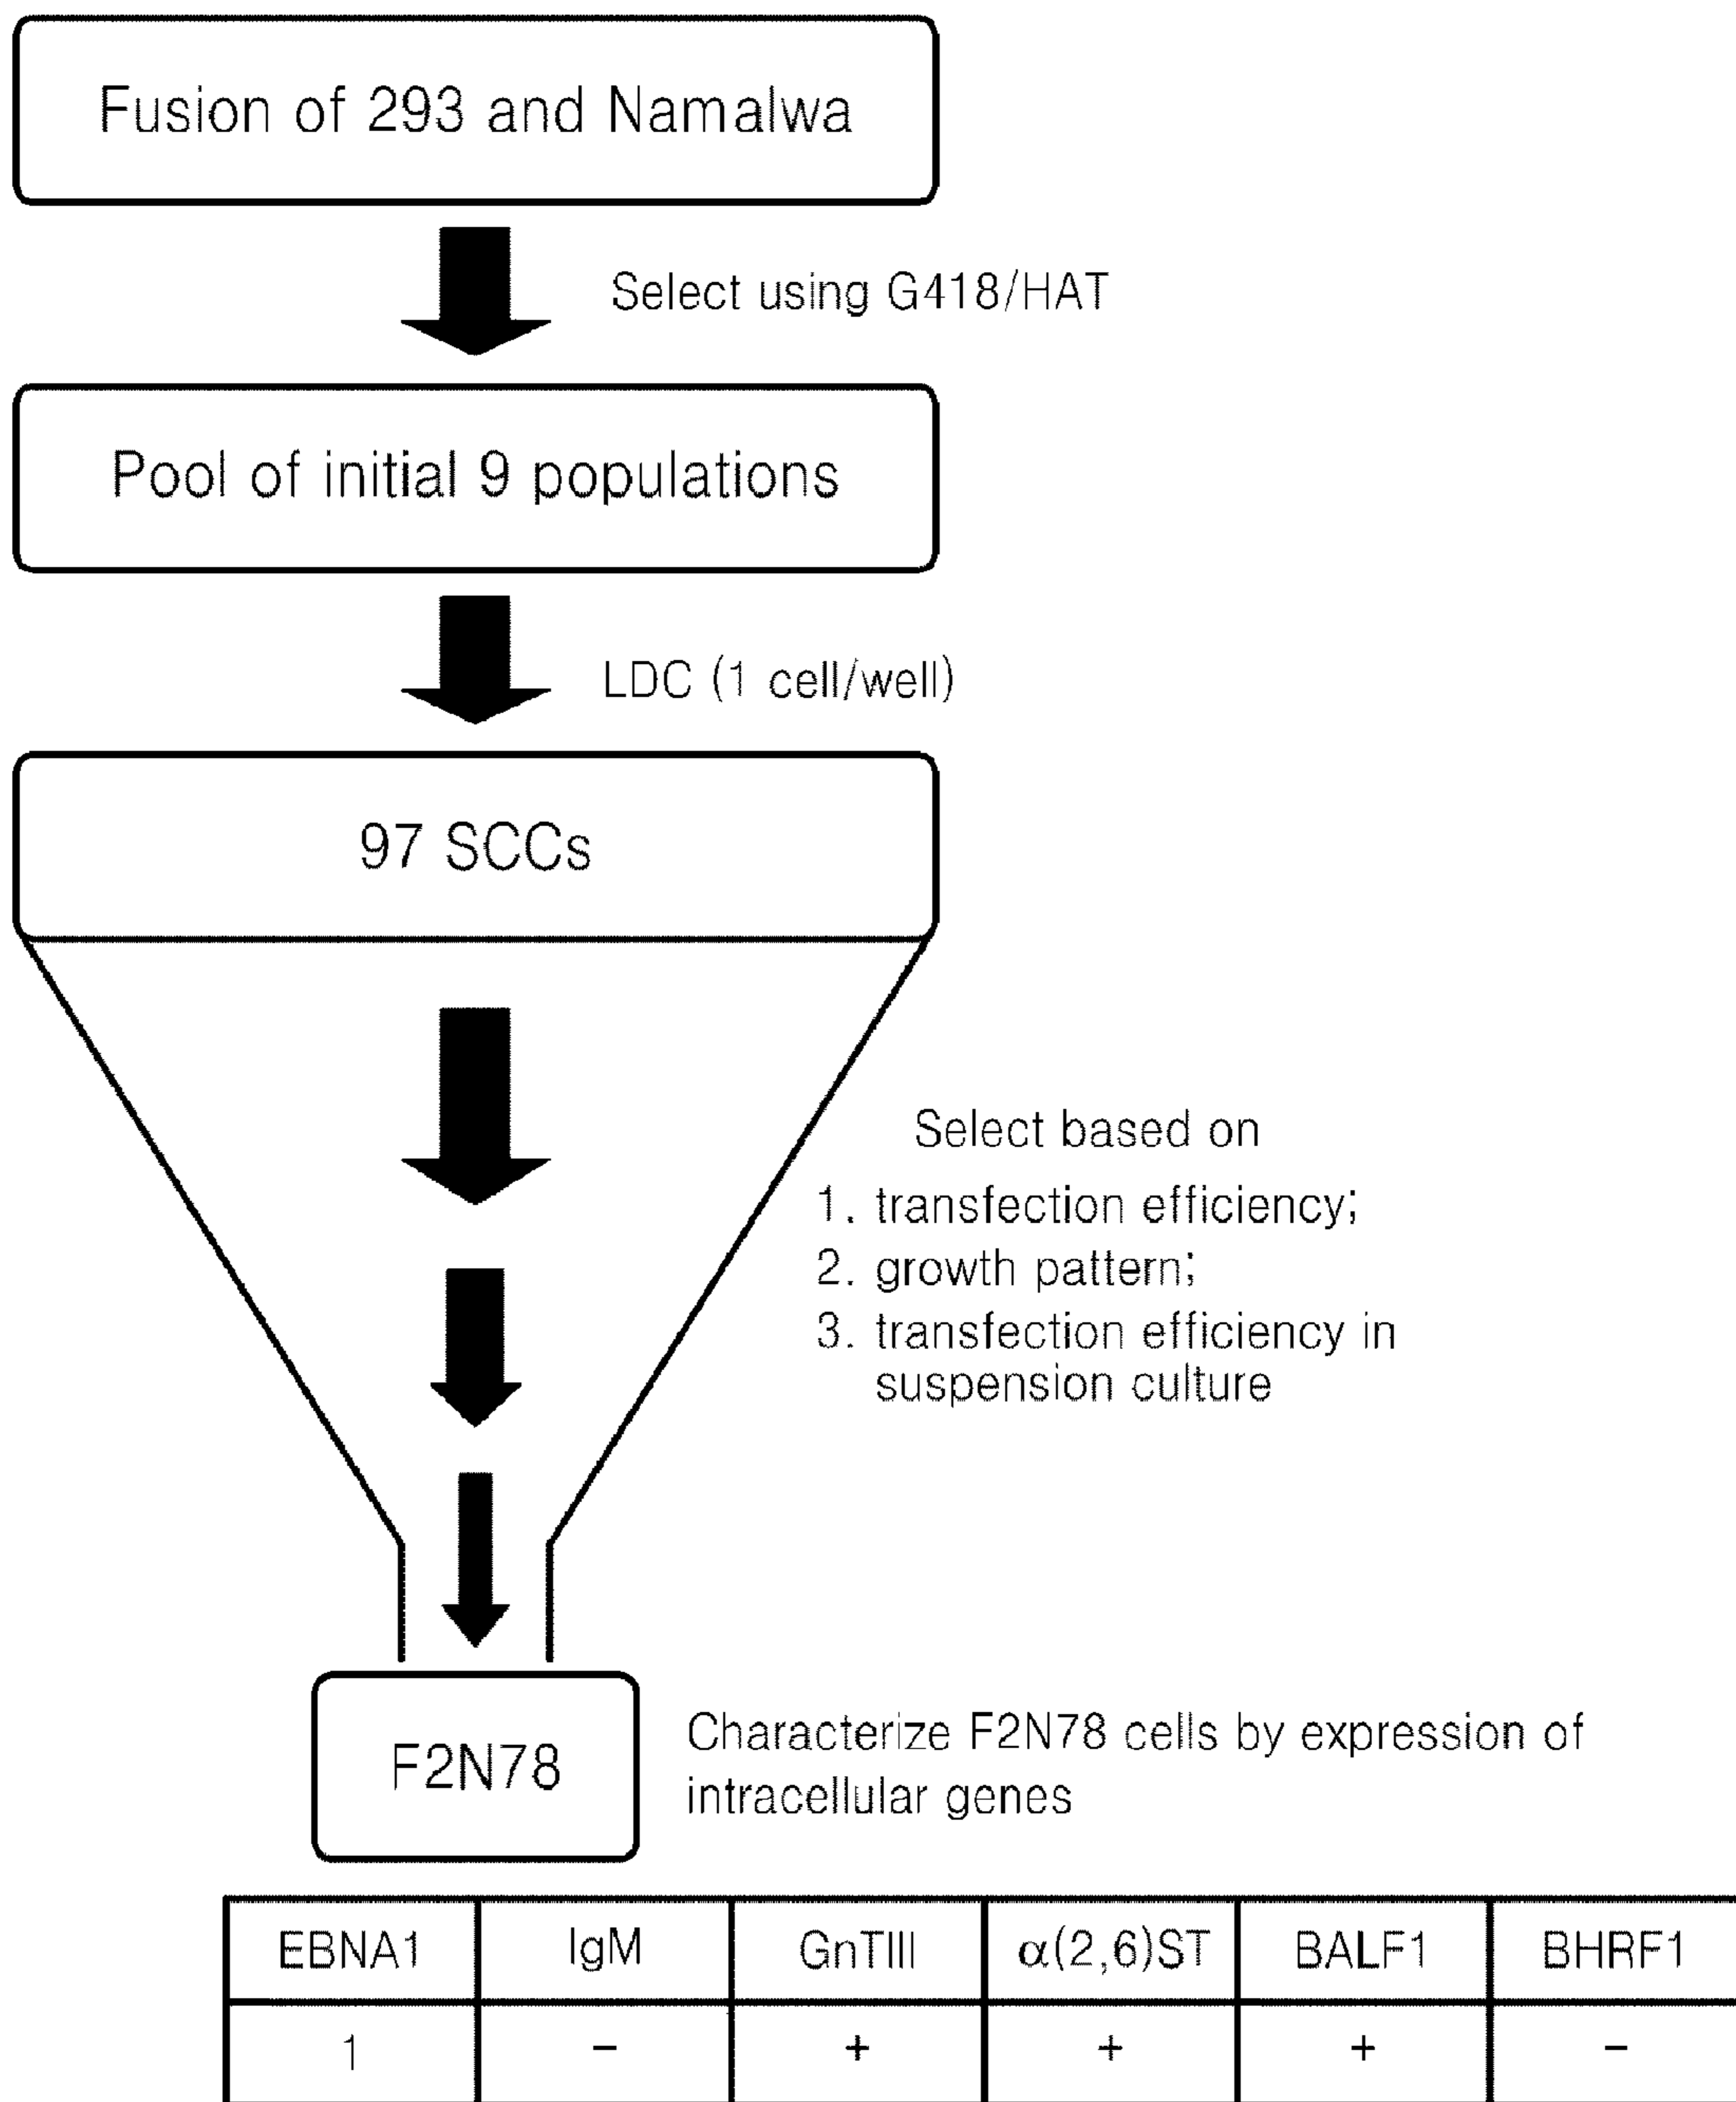 Fusion of 293 and Namalwa
Select using G418/HAT
Pool of initial 9 populations
LDC (1 cell/well)
97 SCCs
Select based on
1. transfection efficiency;
2. growth pattern;
3. transfection efficiency in
suspension culture
F2N78
Characterize F2N78 cells by expression of
intracellular genes
EBNA1 IgM GnTIII α(2,6)ST BALF1 BHRF1
1 − + + + −